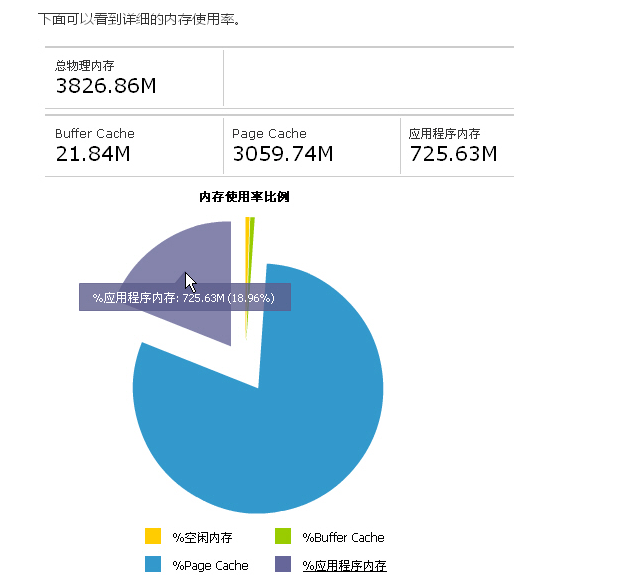 下面可以看到详细的内存使用率。
总物理内存
3826.86M
Buffer Cache
21.84M
Page Cache
3059.74M
应用程序内存
725.63M
内存使用率比例
%应用程序内存: 725.63M (18.96%)
%空闲内存
%Buffer Cache
%Page Cache
%应用程序内存